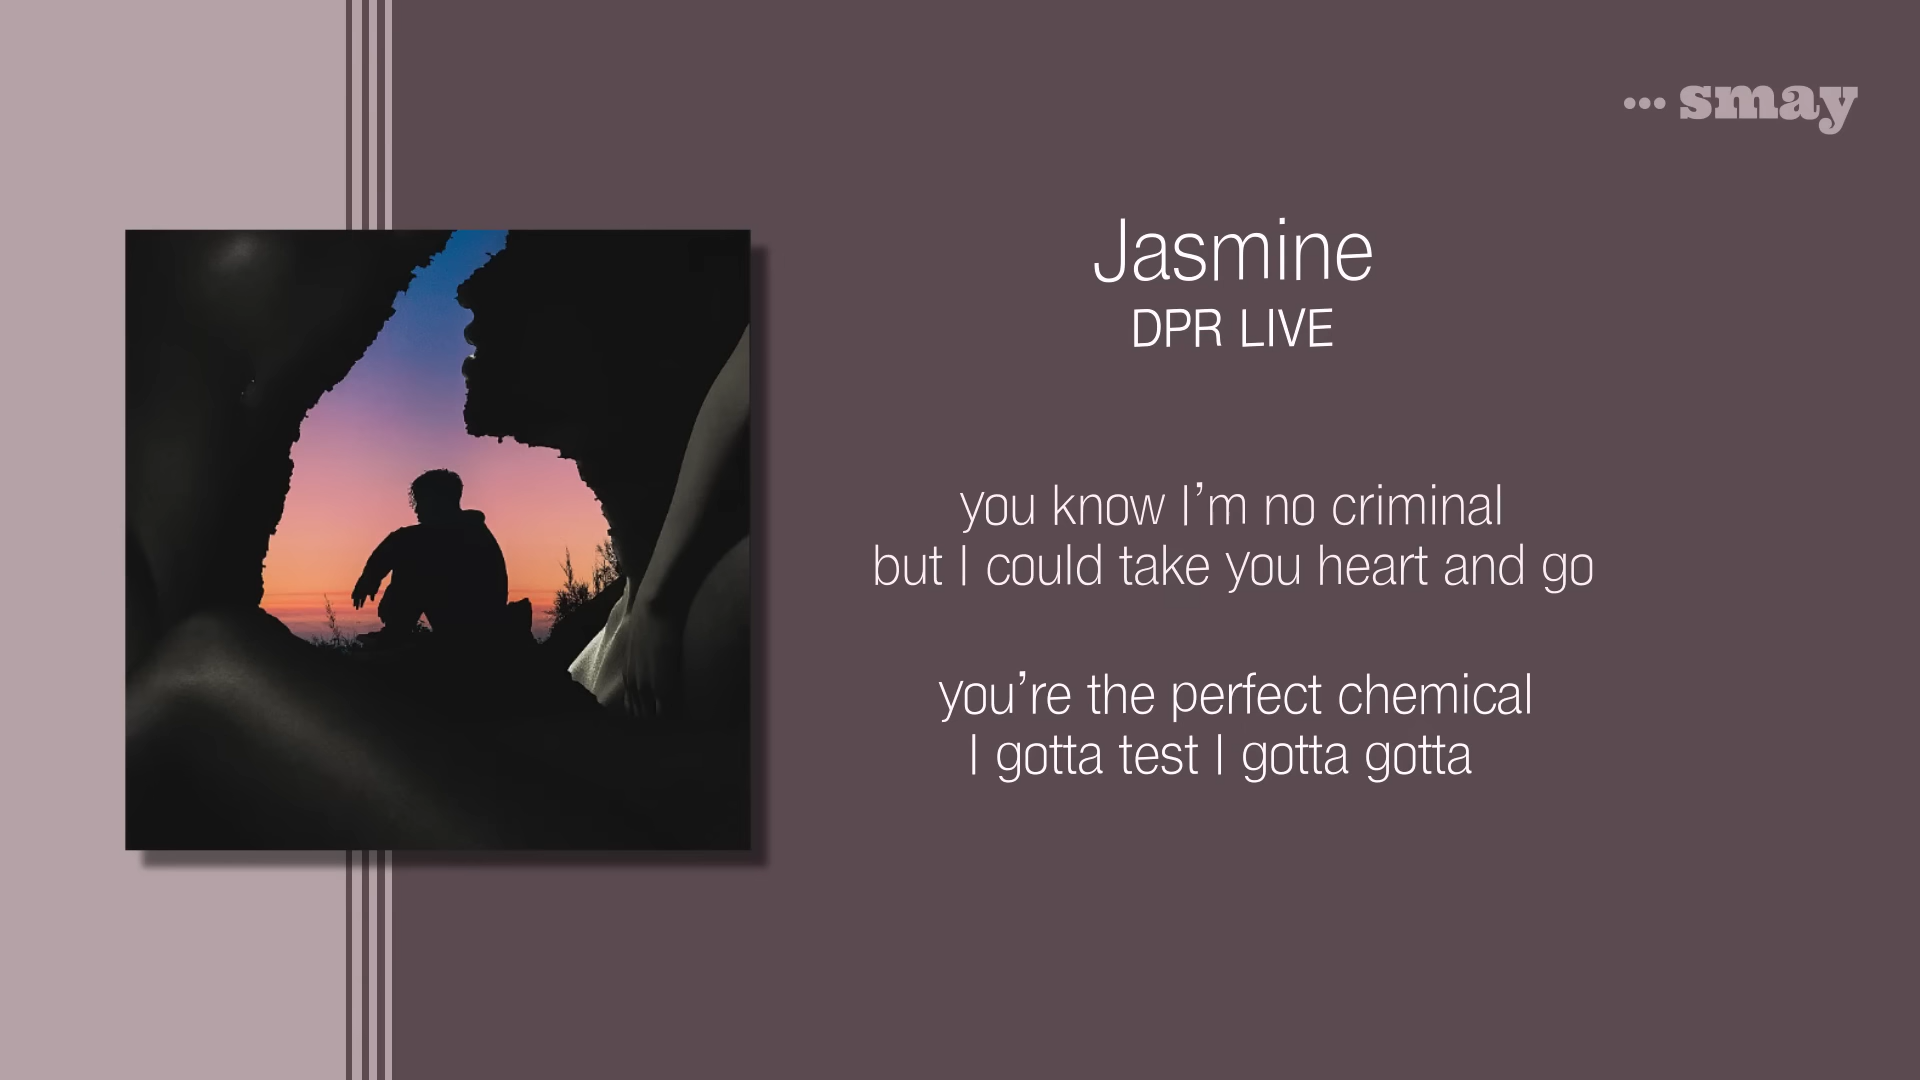 ••• smay
Jasmine
DPR LIVE
you know I’m no criminal
but I could take you heart and go
you’re the perfect chemical
I gotta test I gotta gotta